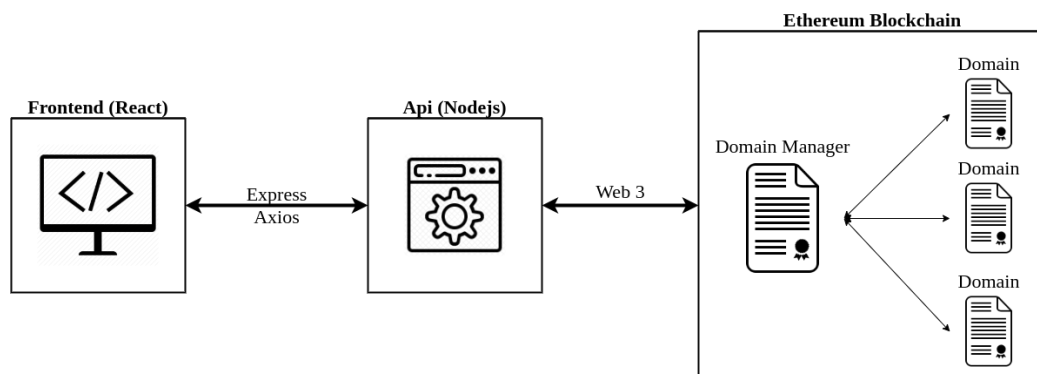 Ethereum Blockchain
Frontend (React)
Api (Nodejs)
Express
Axios
Web 3
Domain Manager
Domain
Domain
Domain